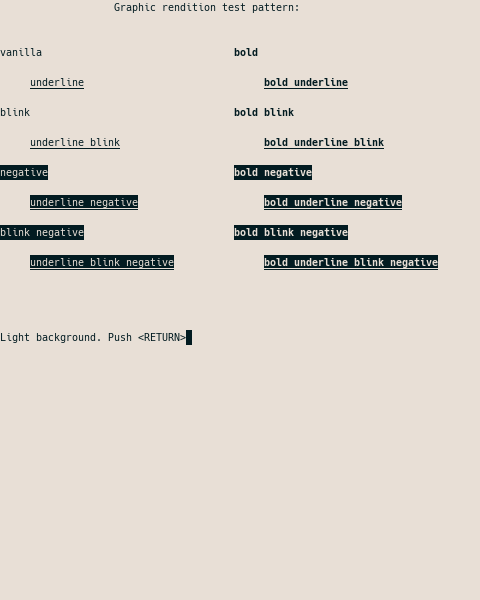 Graphic rendition test pattern:
vanilla bold
underline bold underline
blink bold blink
underline blink bold underline blink
negative bold negative
underline negative bold underline negative
blink negative bold blink negative
underline blink negative bold underline blink negative
Light background. Push <RETURN>